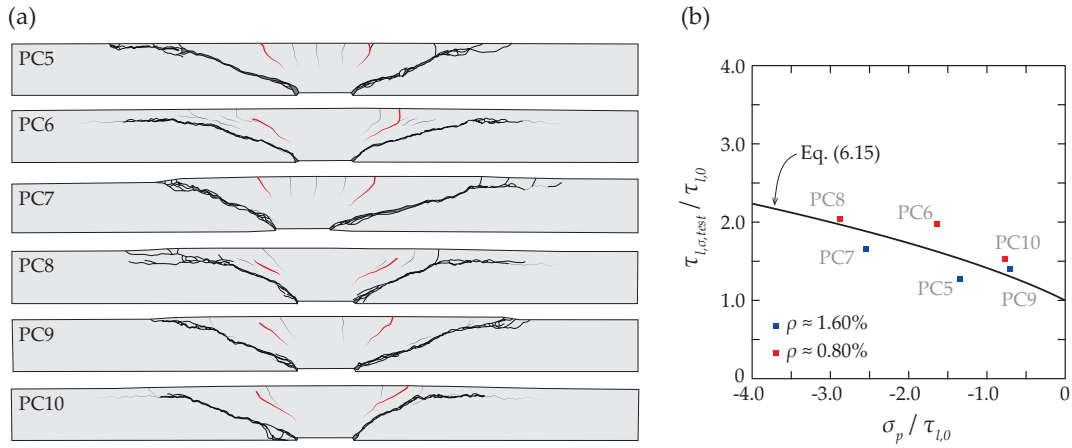 (a)
PC5
PC6
PC7
PC8
PC9
PC10
(b)
τl,σ,test / τl,0
4.0
3.0
2.0
1.0
0
Eq. (6.15)
PC8
PC6
PC7
PC10
PC5
PC9
ρ ≈ 1.60%
ρ ≈ 0.80%
-4.0 -3.0 -2.0 -1.0 0
σp / τl,0